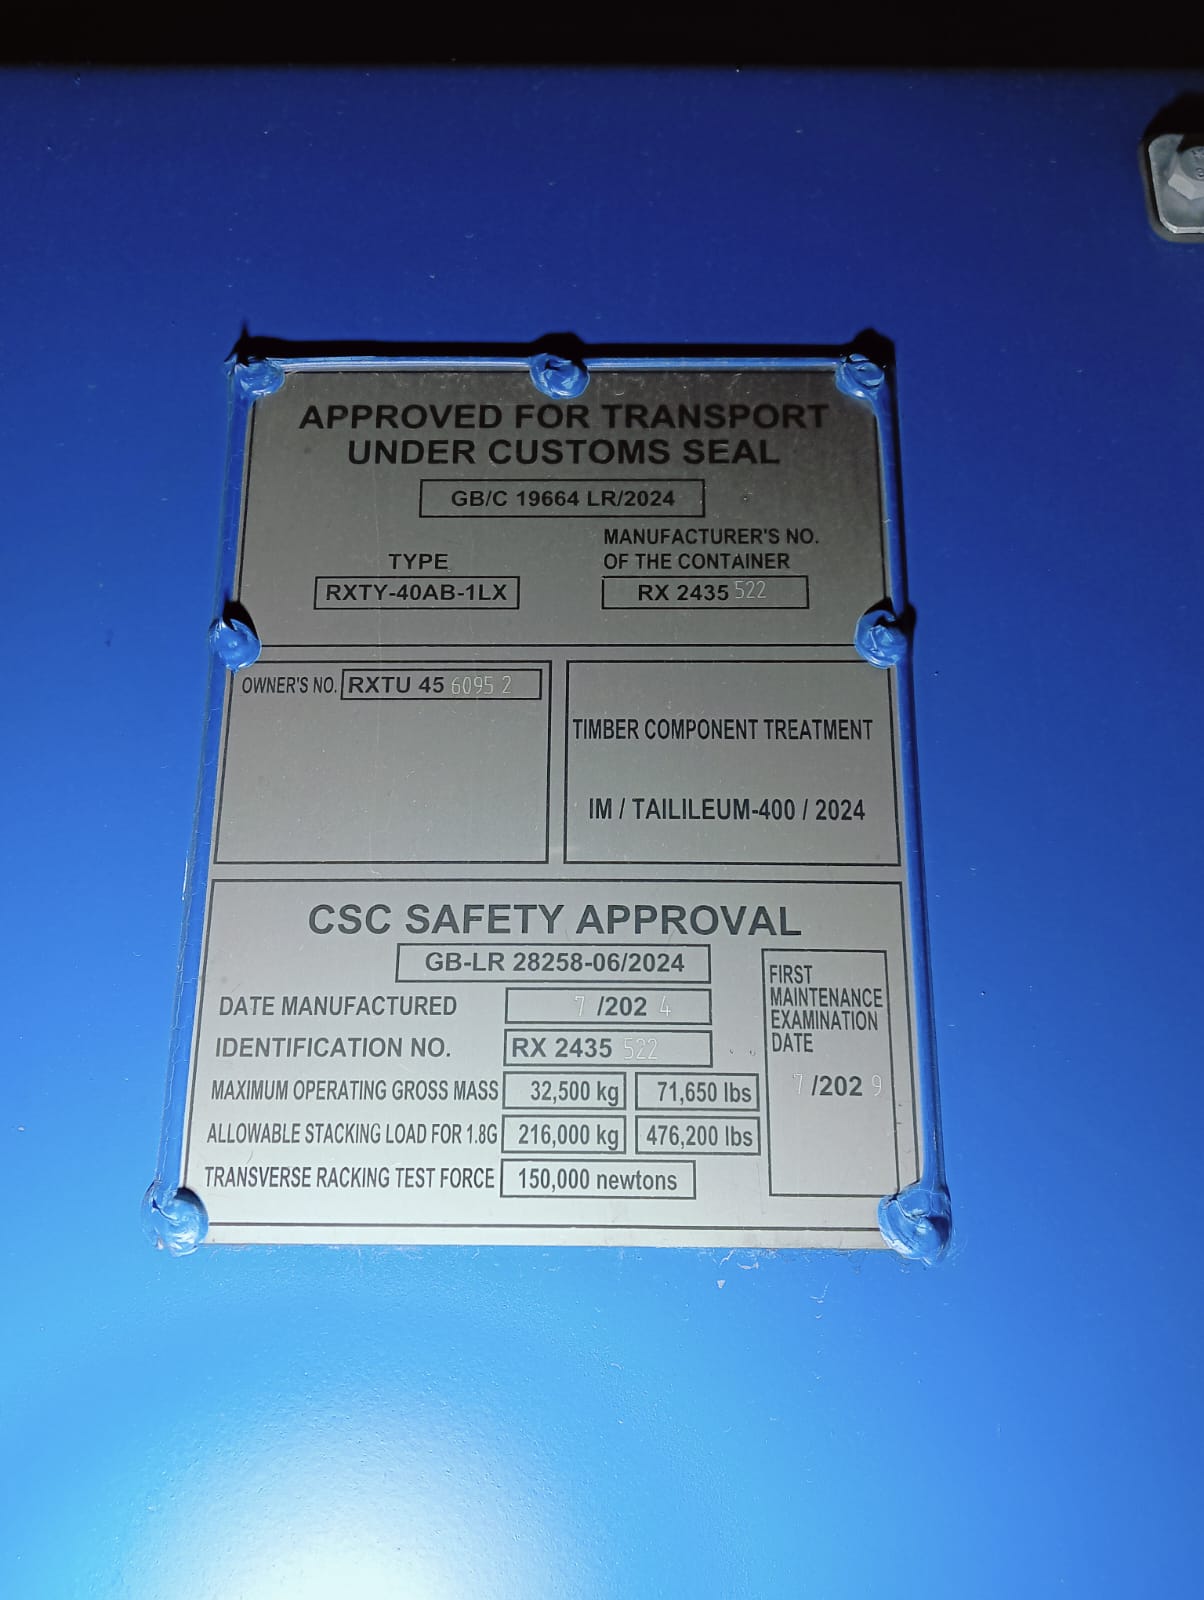 APPROVED FOR TRANSPORT
UNDER CUSTOMS SEAL
GB/C 19664 LR/2024
TYPE
RXTY-40AB-1LX
MANUFACTURER'S NO.
OF THE CONTAINER
RX 2435 522
OWNER'S NO. RXTU 45 6095 2
TIMBER COMPONENT TREATMENT
IM / TAILILEUM-400 / 2024
CSC SAFETY APPROVAL
GB-LR 28258-06/2024
DATE MANUFACTURED 7 /202 4
IDENTIFICATION NO. RX 2435 522
MAXIMUM OPERATING GROSS MASS 32,500 kg 71,650 lbs
ALLOWABLE STACKING LOAD FOR 1.8G 216,000 kg 476,200 lbs
TRANSVERSE RACKING TEST FORCE 150,000 newtons
FIRST
MAINTENANCE
EXAMINATION
DATE
7 /202 9